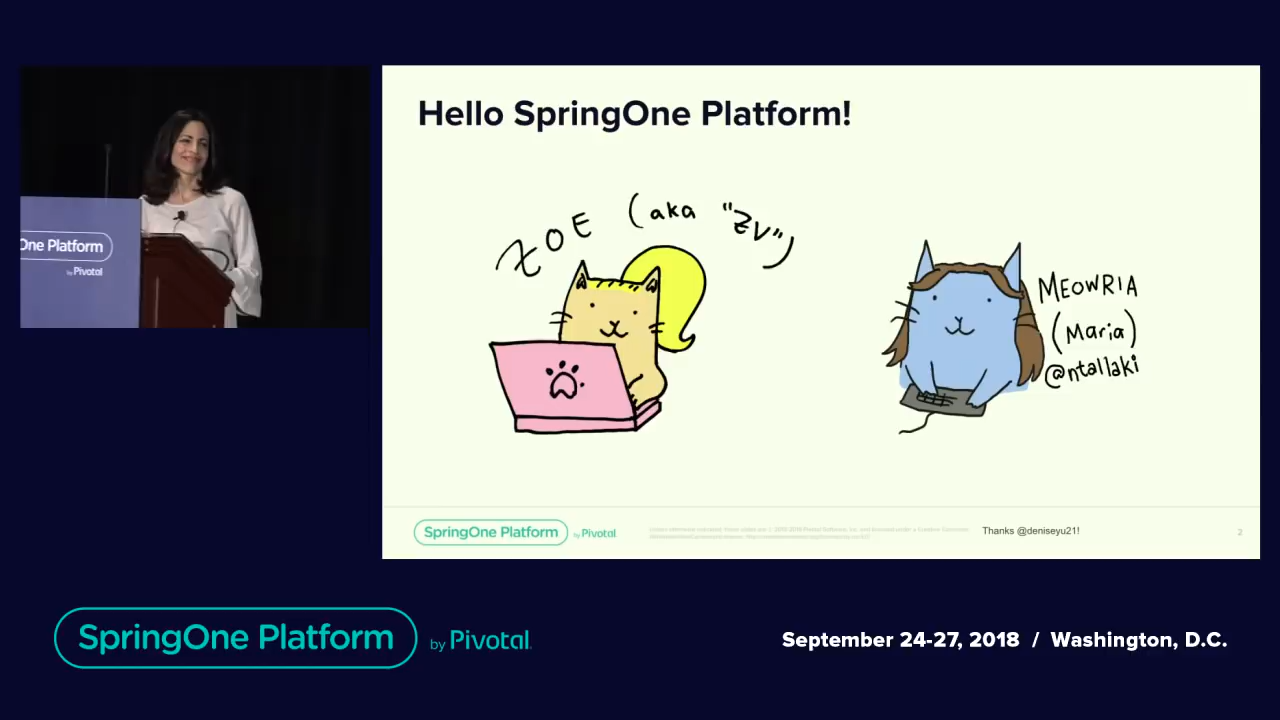 Hello SpringOne Platform!
ZOE (aka "ZV")
MEOWRIA
(Maria)
@ntallaki
One Platform
by Pivotal
SpringOne Platform by Pivotal
Thanks @deniseyu21!
2
SpringOne Platform by Pivotal.
September 24-27, 2018 / Washington, D.C.